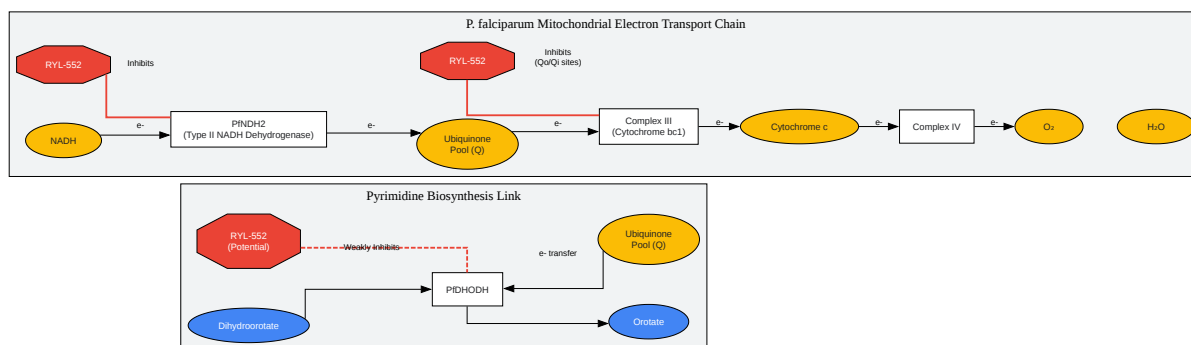 P. falciparum Mitochondrial Electron Transport Chain
RYL-552
Inhibits
RYL-552
Inhibits
(Qo/Qi sites)
NADH
e-
PfNDH2
(Type II NADH Dehydrogenase)
e-
Ubiquinone
Pool (Q)
e-
Complex III
(Cytochrome bc1)
e-
Cytochrome c
e-
Complex IV
e-
O₂
H₂O
Pyrimidine Biosynthesis Link
RYL-552
(Potential)
Weakly Inhibits
e- transfer
Ubiquinone
Pool (Q)
PfDHODH
Dihydroorotate
Orotate